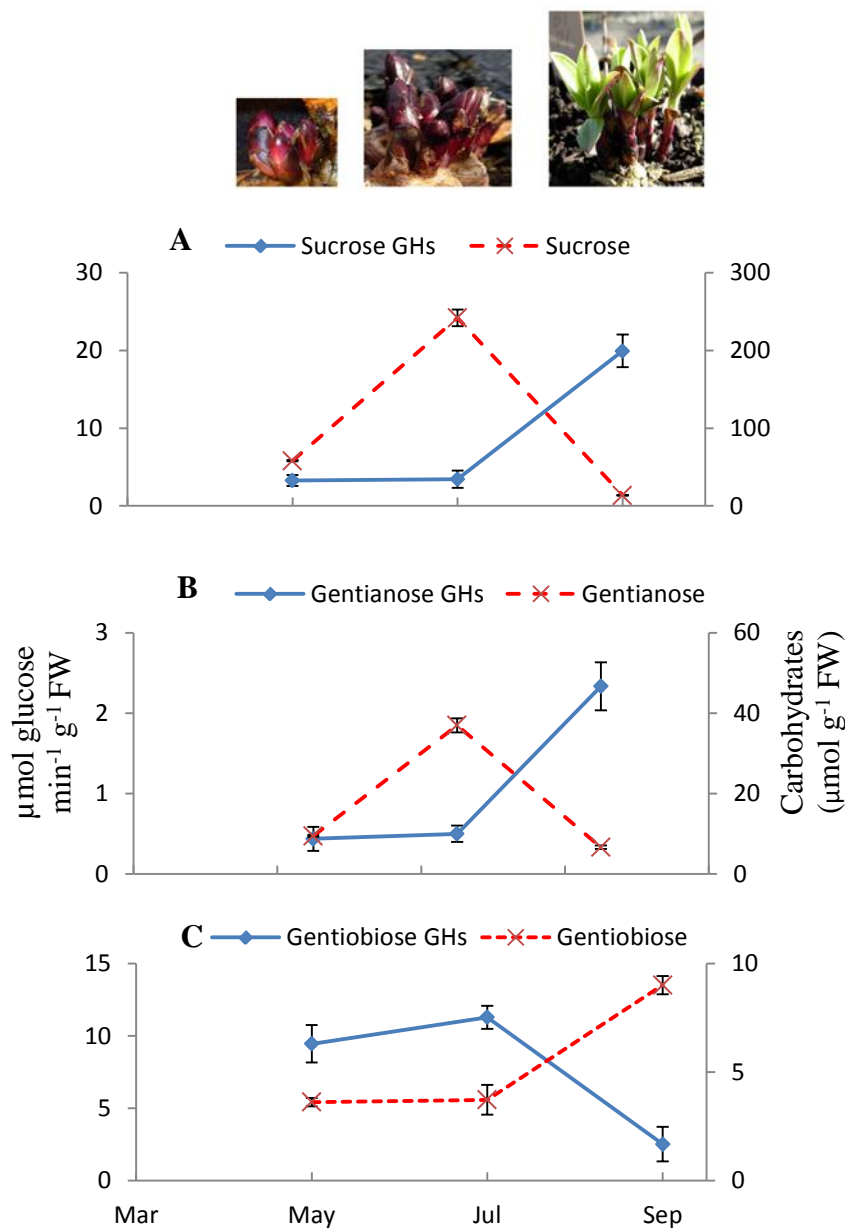 A
Sucrose GHs Sucrose
30 300
20 200
10 100
0 0
B
Gentianose GHs Gentianose
3 60
2 40
1 20
0 0
µmol glucose
min⁻¹ g⁻¹ FW
Carbohydrates
(µmol g⁻¹ FW)
C
Gentiobiose GHs Gentiobiose
15 10
10
5 5
0 0
Mar May Jul Sep